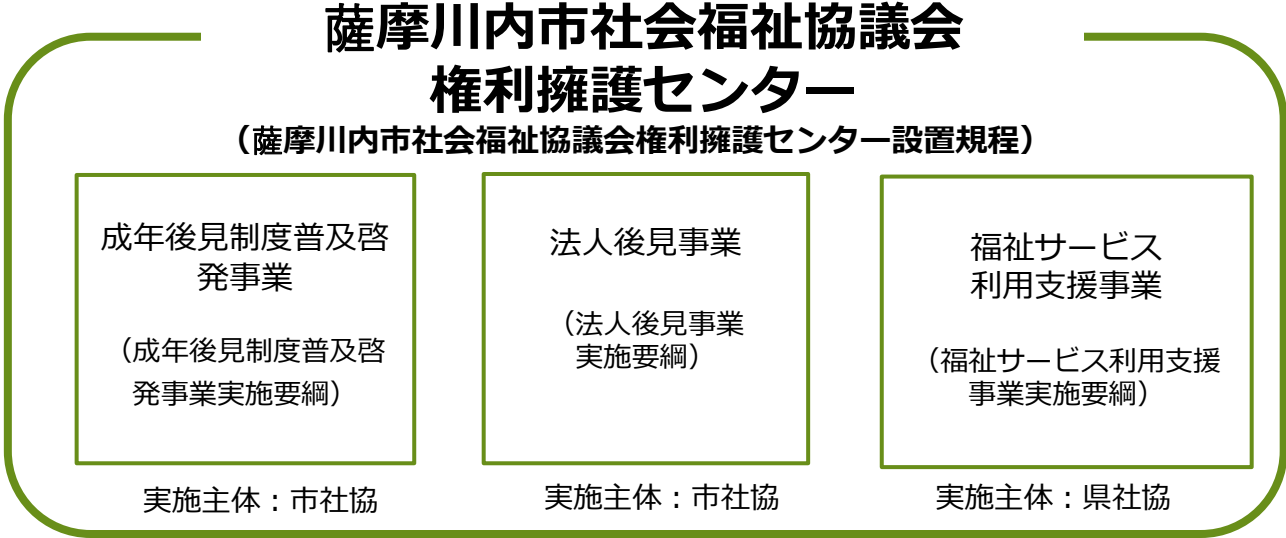 薩摩川内市社会福祉協議会
権利擁護センター
（薩摩川内市社会福祉協議会権利擁護センター設置規程）
成年後見制度普及啓
発事業
（成年後見制度普及啓
発事業実施要綱）
実施主体：市社協
法人後見事業
（法人後見事業
実施要綱）
実施主体：市社協
福祉サービス
利用支援事業
（福祉サービス利用支援
事業実施要綱）
実施主体：県社協